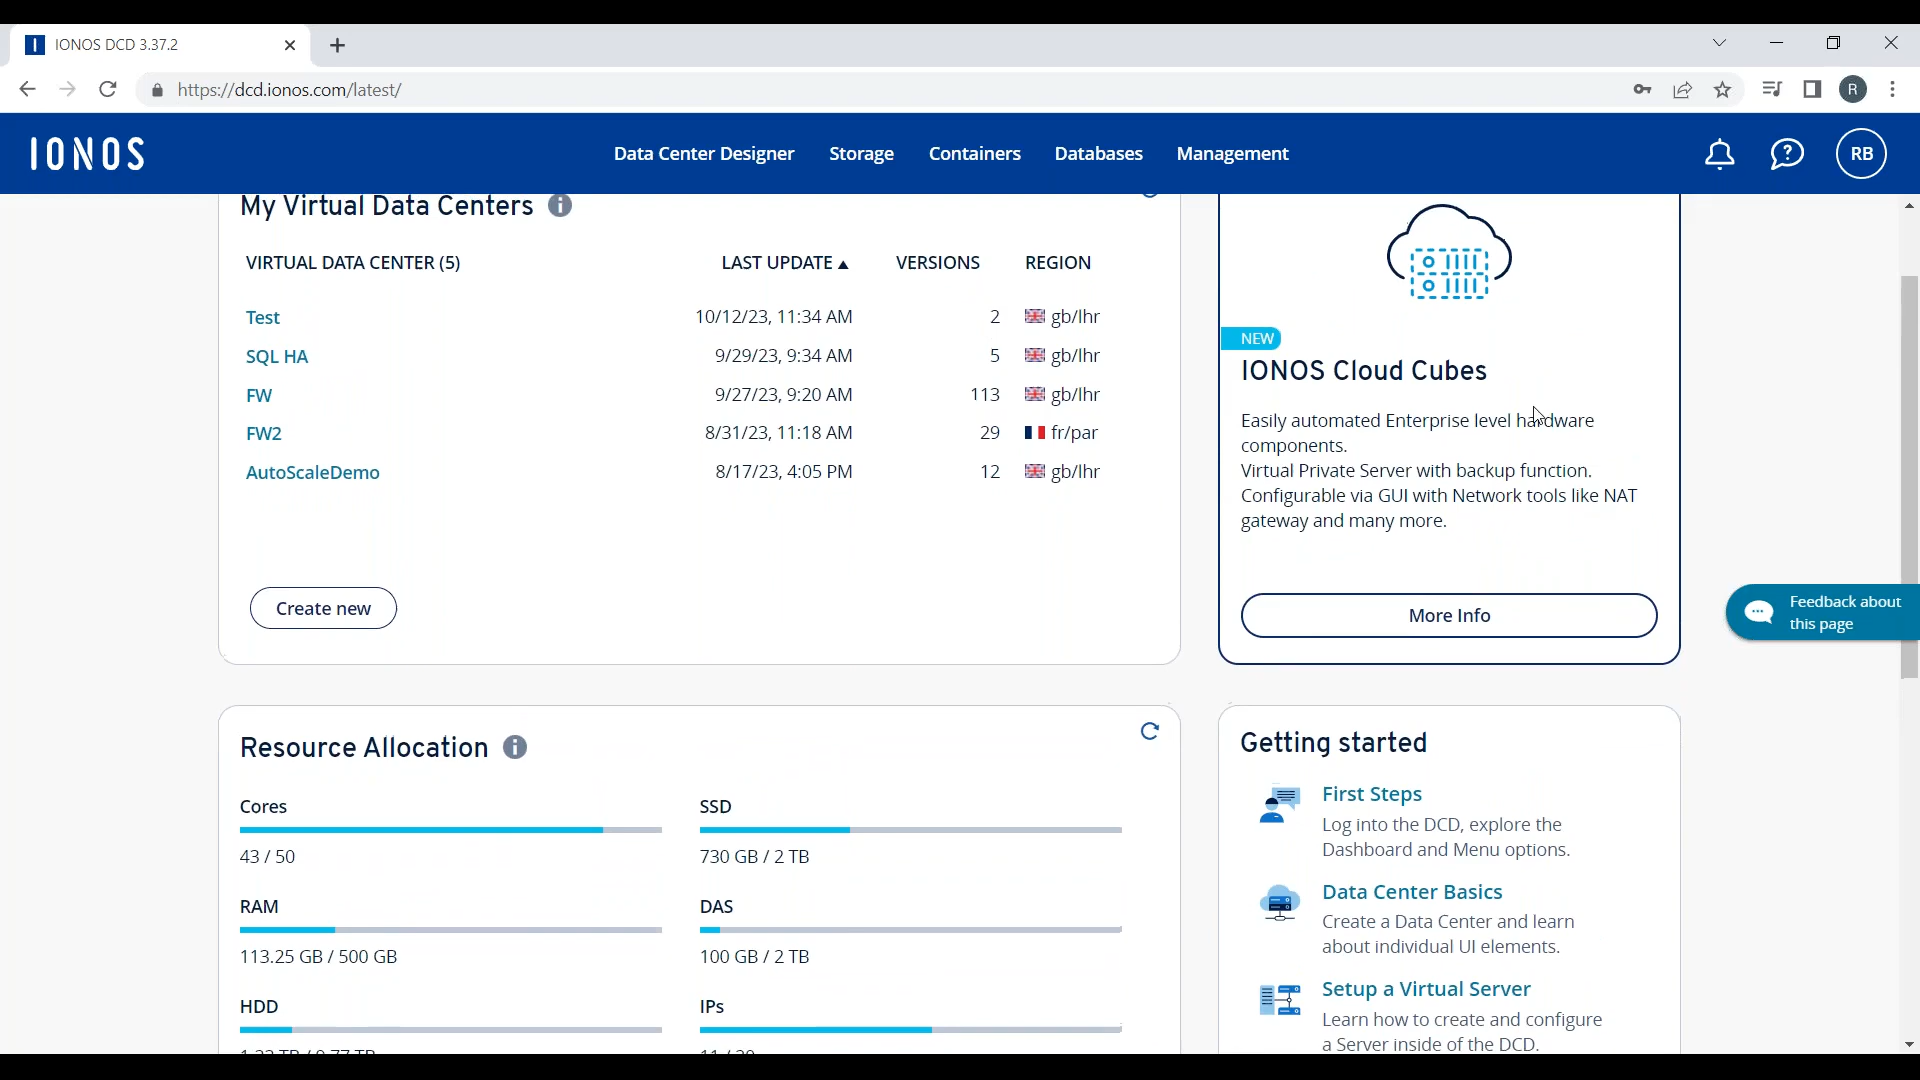 IONOS DCD 3.37.2
https://dcd.ionos.com/latest/
R
IONOS
Data Center Designer Storage Containers Databases Management
RB
My Virtual Data Centers
VIRTUAL DATA CENTER (5) LAST UPDATE ▲ VERSIONS REGION
Test 10/12/23, 11:34 AM 2 gb/lhr
SQL HA 9/29/23, 9:34 AM 5 gb/lhr
FW 9/27/23, 9:20 AM 113 gb/lhr
FW2 8/31/23, 11:18 AM 29 fr/par
AutoScaleDemo 8/17/23, 4:05 PM 12 gb/lhr
Create new
NEW
IONOS Cloud Cubes
Easily automated Enterprise level hardware
components.
Virtual Private Server with backup function.
Configurable via GUI with Network tools like NAT
gateway and many more.
More Info
Feedback about
this page
Resource Allocation
Cores
43 / 50
SSD
730 GB / 2 TB
RAM
113.25 GB / 500 GB
DAS
100 GB / 2 TB
HDD
IPs
Getting started
First Steps
Log into the DCD, explore the
Dashboard and Menu options.
Data Center Basics
Create a Data Center and learn
about individual UI elements.
Setup a Virtual Server
Learn how to create and configure
a Server inside of the DCD.